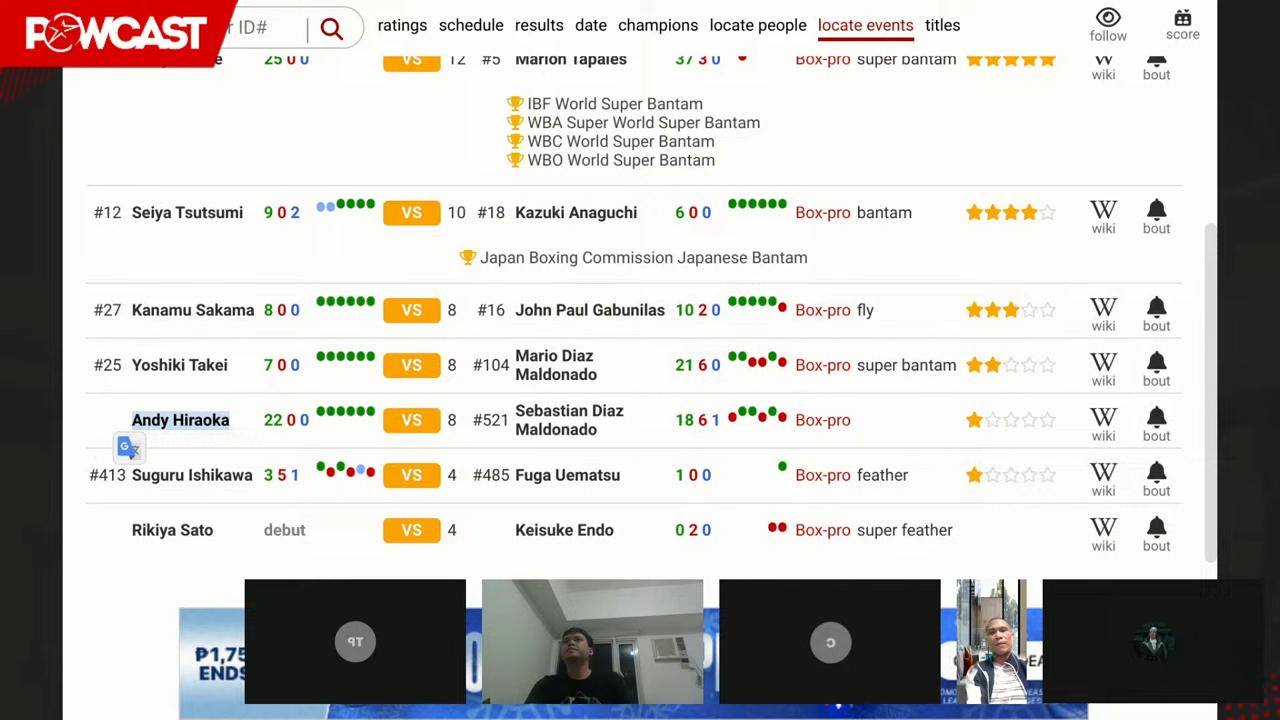 POWCAST
r ID#
ratings schedule results date champions locate people locate events titles
follow
score
25 0 0 VS 12 #5 Marlon Tapales 37 3 0 Box-pro super bantam
wiki bout
IBF World Super Bantam
WBA Super World Super Bantam
WBC World Super Bantam
WBO World Super Bantam
#12 Seiya Tsutsumi 9 0 2 VS 10 #18 Kazuki Anaguchi 6 0 0 Box-pro bantam W
wiki bout
Japan Boxing Commission Japanese Bantam
#27 Kanamu Sakama 8 0 0 VS 8 #16 John Paul Gabunilas 10 2 0 Box-pro fly W
wiki bout
#25 Yoshiki Takei 7 0 0 VS 8 #104 Mario Diaz Maldonado 21 6 0 Box-pro super bantam W
wiki bout
Andy Hiraoka 22 0 0 VS 8 #521 Sebastian Diaz Maldonado 18 6 1 Box-pro W
wiki bout
#413 Suguru Ishikawa 3 5 1 VS 4 #485 Fuga Uematsu 1 0 0 Box-pro feather W
wiki bout
Rikiya Sato debut VS 4 Keisuke Endo 0 2 0 Box-pro super feather W
wiki bout
₱1,75
ENDS
TP
C